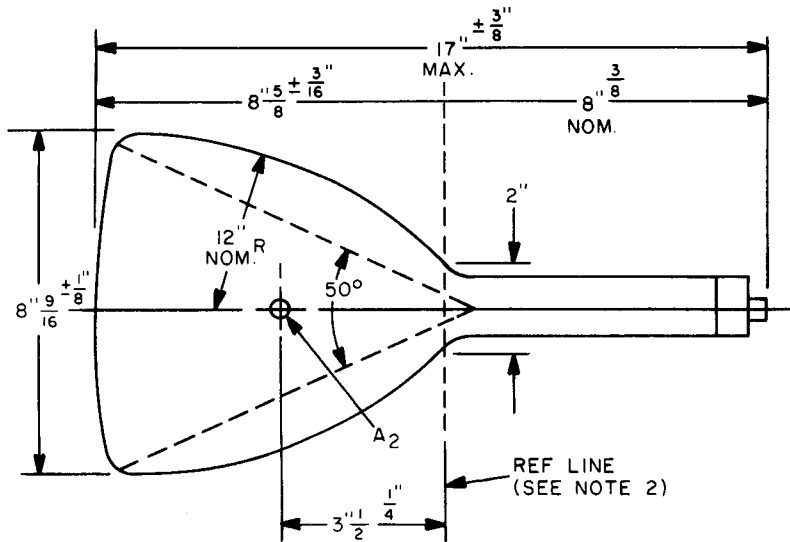 17" ± 3/8"
MAX.
8" 5/8 ± 3/16"
8" 3/8
NOM.
2"
12" R
NOM.
50°
8" 9/16 ± 1/8"
A2
REF LINE
(SEE NOTE 2)
3" 1/2 1/4"